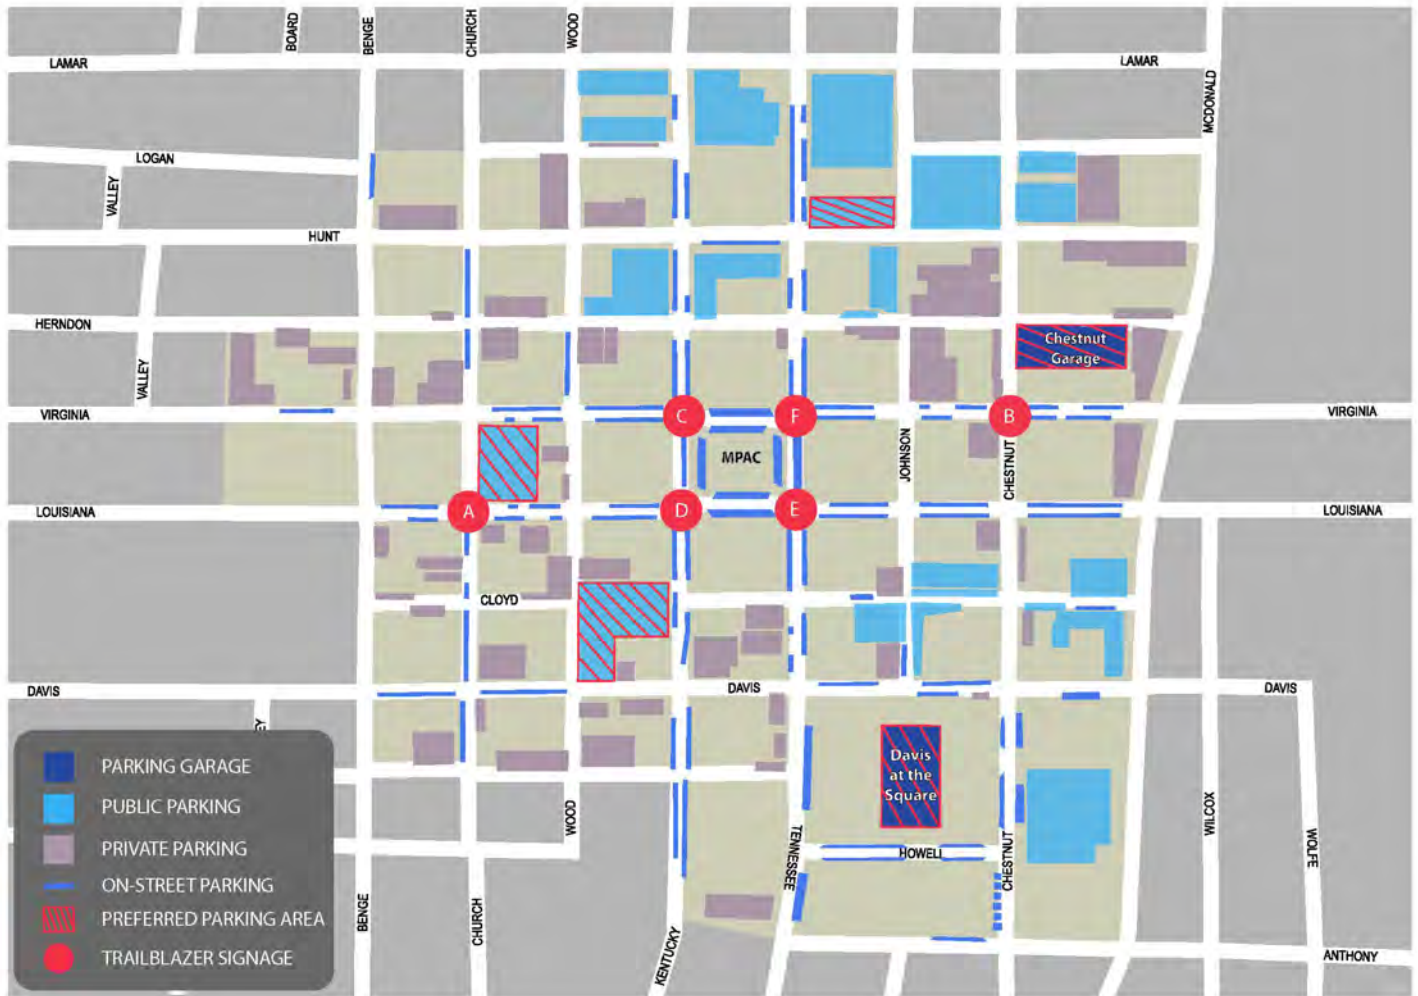 BOARD
BENGE
CHURCH
WOOD
LAMAR
LAMAR
MCDONALD
LOGAN
VALLEY
HUNT
HERNDON
VALLEY
Chestnut
Garage
VIRGINIA
C
F
B
VIRGINIA
JOHNSON
MPAC
CHESTNUT
LOUISIANA
A
D
E
LOUISIANA
CLOYD
DAVIS
DAVIS
DAVIS
Davis
at the
Square
WOOD
TENNESSEE
HOWELL
CHESTNUT
WILCOX
WOLFE
BENGE
CHURCH
KENTUCKY
ANTHONY
PARKING GARAGE
PUBLIC PARKING
PRIVATE PARKING
ON-STREET PARKING
PREFERRED PARKING AREA
TRAILBLAZER SIGNAGE